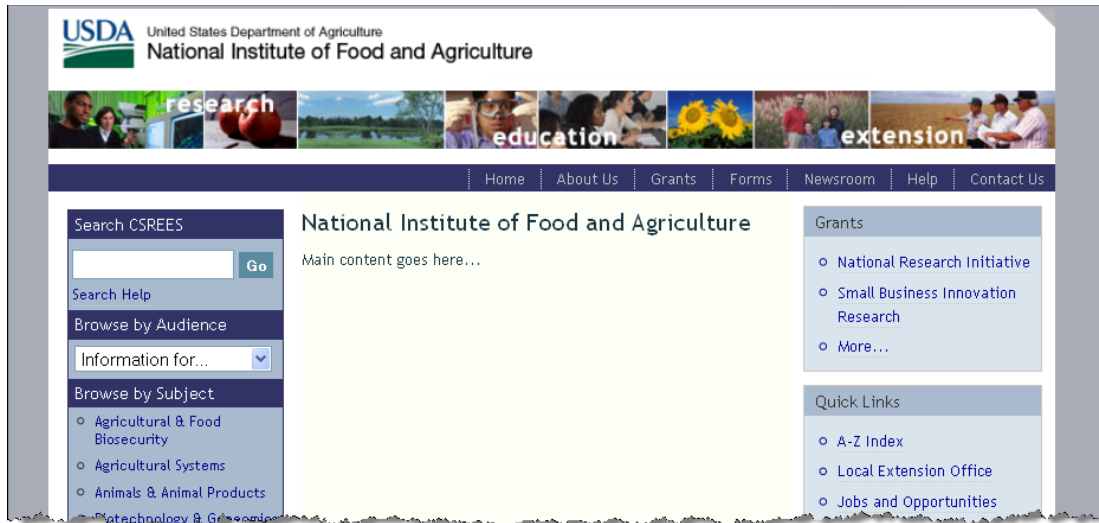 USDA
United States Department of Agriculture
National Institute of Food and Agriculture
research
education
extension
Home
About Us
Grants
Forms
Newsroom
Help
Contact Us
Search CSREES
Go
Search Help
Browse by Audience
Information for...
Browse by Subject
Agricultural & Food
Biosecurity
Agricultural Systems
Animals & Animal Products
National Institute of Food and Agriculture
Main content goes here...
Grants
National Research Initiative
Small Business Innovation
Research
More...
Quick Links
A-Z Index
Local Extension Office
Jobs and Opportunities